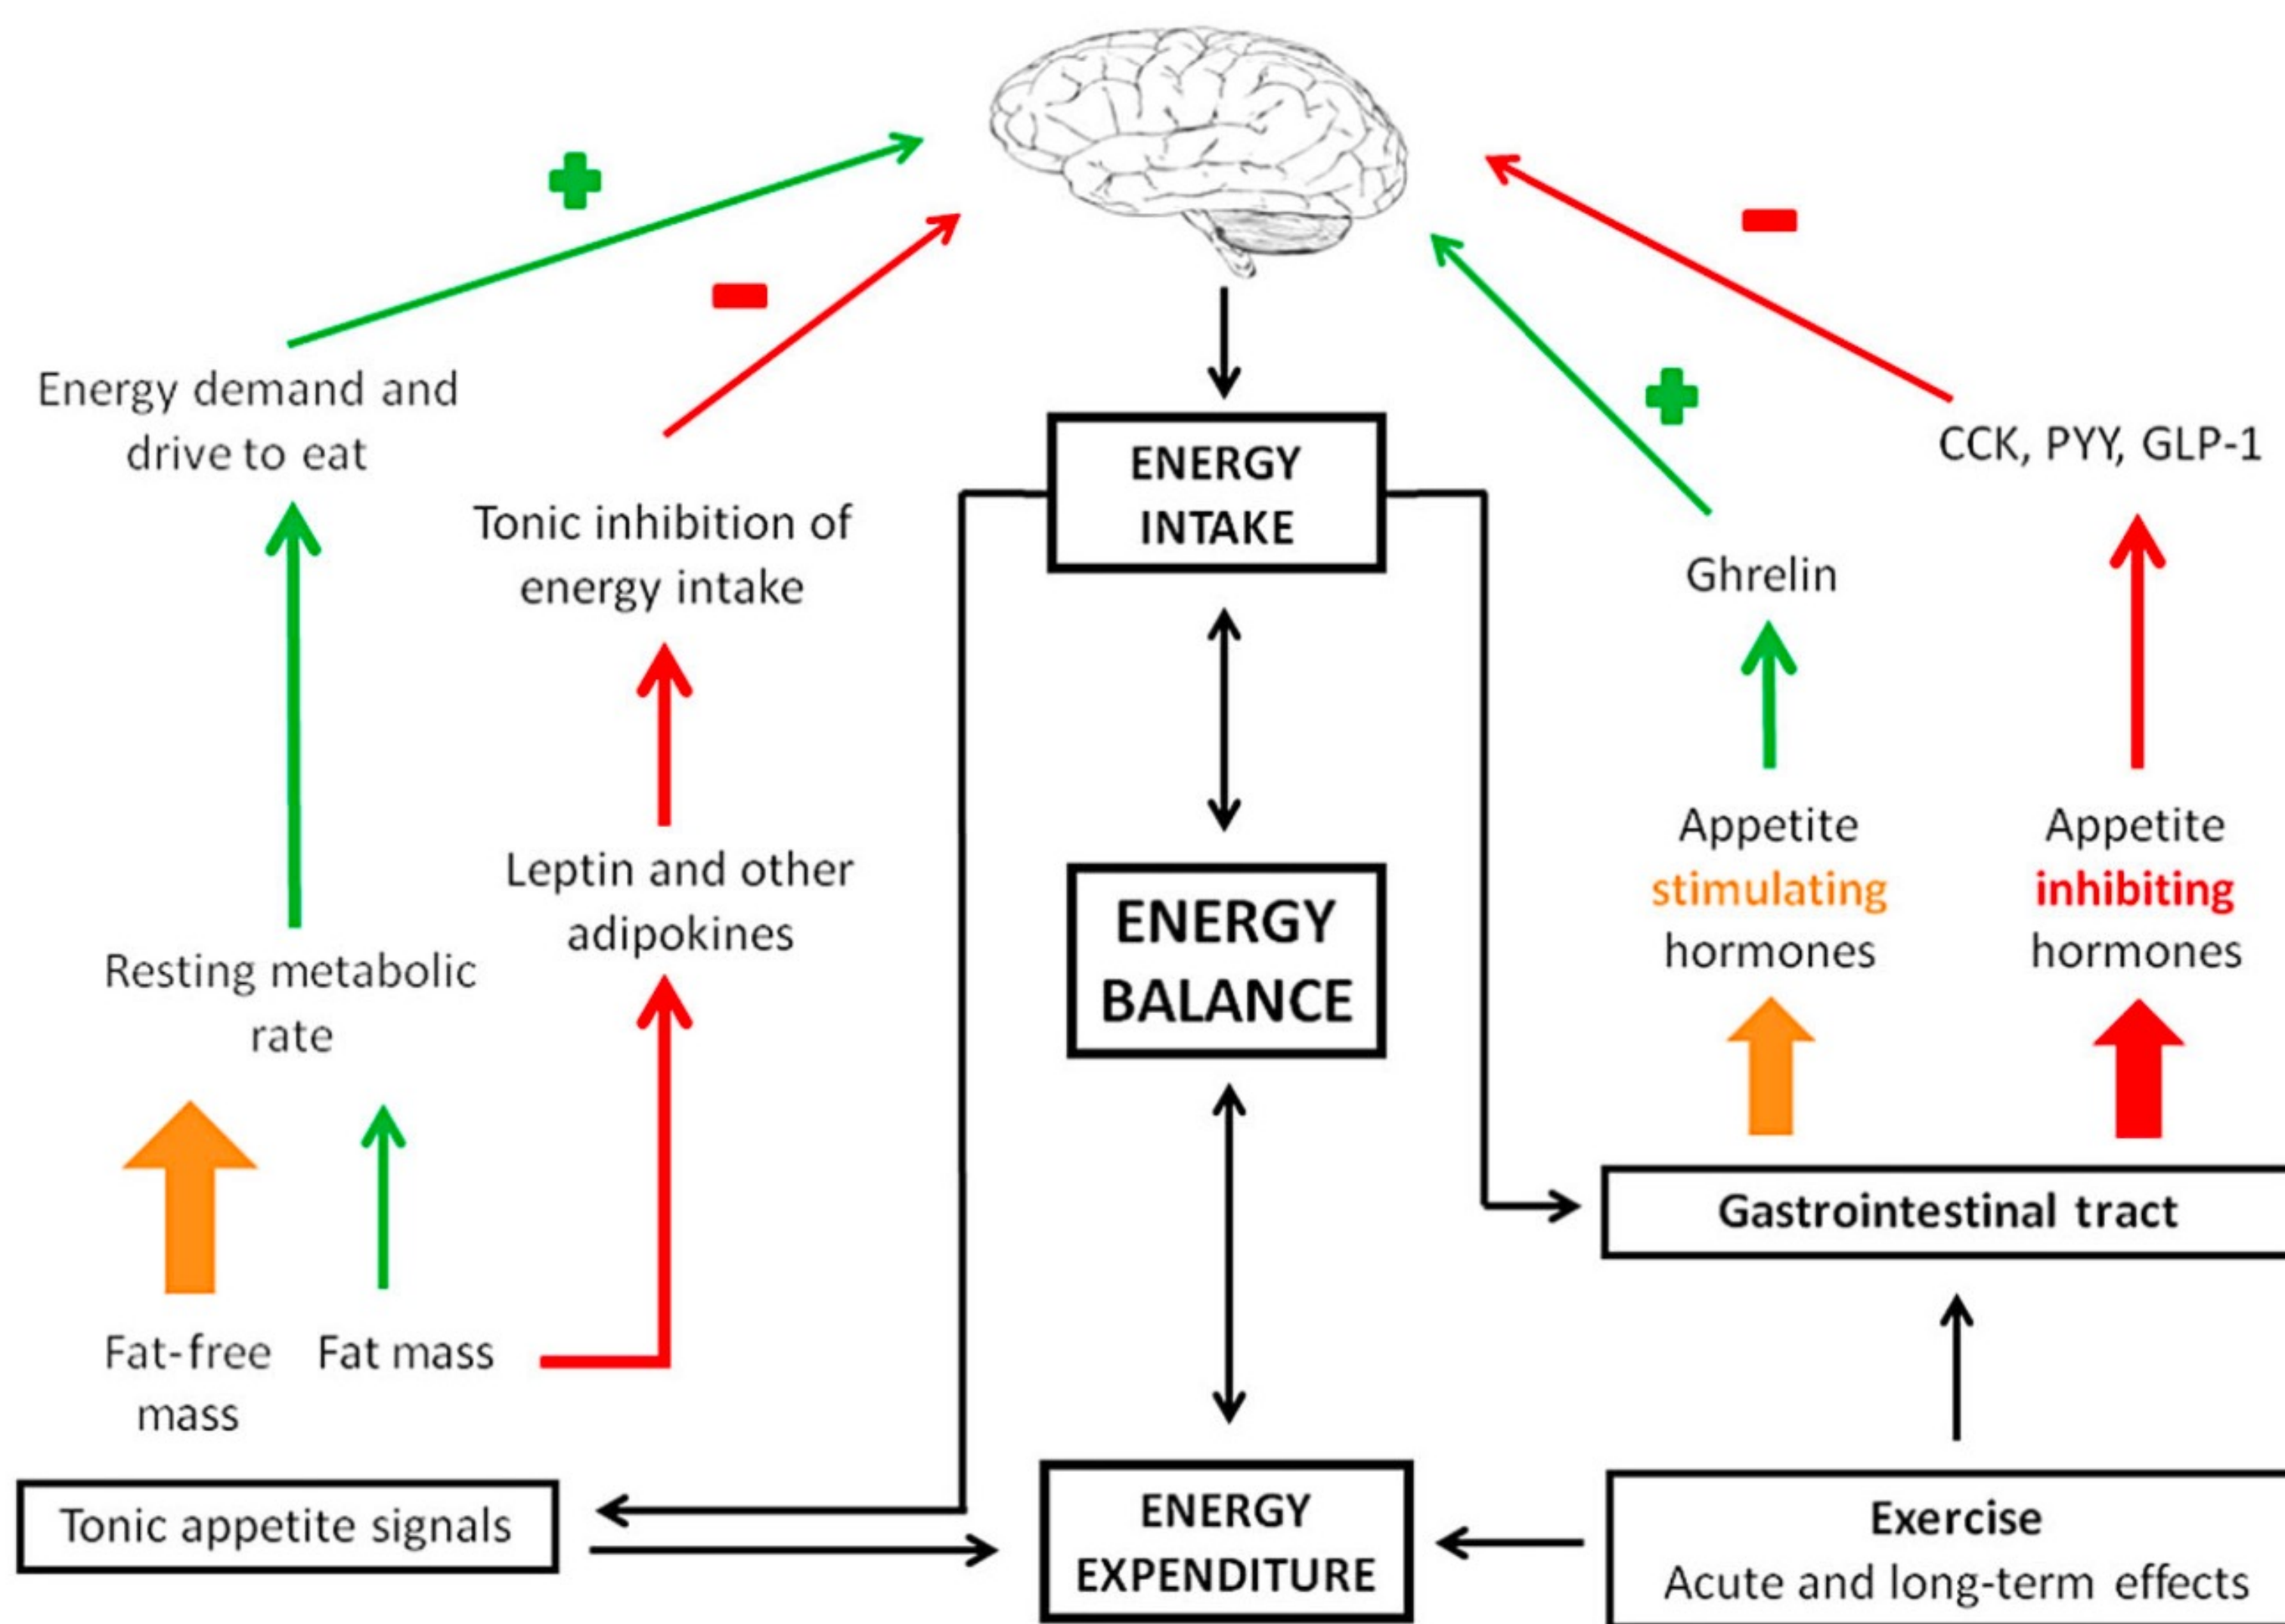 Energy demand and
drive to eat
Tonic inhibition of
energy intake
Leptin and other
adipokines
Resting metabolic
rate
Fat-free
mass
Fat mass
Tonic appetite signals
ENERGY
INTAKE
ENERGY
BALANCE
ENERGY
EXPENDITURE
CCK, PYY, GLP-1
Ghrelin
Appetite
stimulating
hormones
Appetite
inhibiting
hormones
Gastrointestinal tract
Exercise
Acute and long-term effects